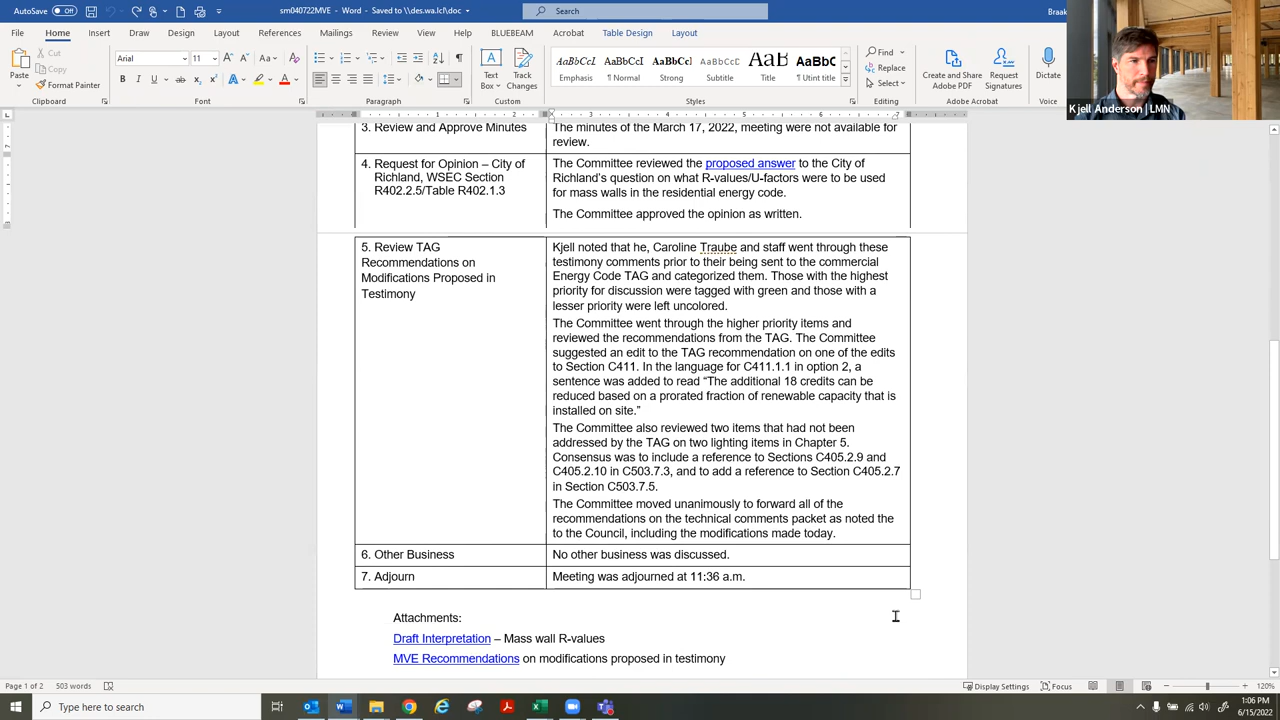 AutoSave Off sm040722MVE - Word (Read-Only) \\des.wa.lcl Search Braak
File Home Insert Draw Design Layout References Mailings Review View Help BLUEBEAM Acrobat Table Design Layout
Paste Cut Copy Format Painter Clipboard
Arial 11 Font
Paragraph
Text Box Track Changes Custom
AaBbCcL Emphasis AaBbCcI ¶ Normal AaBbCcI Strong AaBbCcD Subtitle AaB Title AaBbC ¶ Utint title Styles
Find Replace Select Editing
Create and Share Adobe PDF Request Signatures Adobe Acrobat
Dictate Voice
Kjell Anderson | LMN
3. Review and Approve Minutes
The minutes of the March 17, 2022, meeting were not available for
review.
4. Request for Opinion – City of
Richland, WSEC Section
R402.2.5/Table R402.1.3
The Committee reviewed the proposed answer to the City of
Richland's question on what R-values/U-factors were to be used
for mass walls in the residential energy code.
The Committee approved the opinion as written.
5. Review TAG
Recommendations on
Modifications Proposed in
Testimony
Kjell noted that he, Caroline Traube and staff went through these
testimony comments prior to their being sent to the commercial
Energy Code TAG and categorized them. Those with the highest
priority for discussion were tagged with green and those with a
lesser priority were left uncolored.
The Committee went through the higher priority items and
reviewed the recommendations from the TAG. The Committee
suggested an edit to the TAG recommendation on one of the edits
to Section C411. In the language for C411.1.1 in option 2, a
sentence was added to read "The additional 18 credits can be
reduced based on a prorated fraction of renewable capacity that is
installed on site."
The Committee also reviewed two items that had not been
addressed by the TAG on two lighting items in Chapter 5.
Consensus was to include a reference to Sections C405.2.9 and
C405.2.10 in C503.7.3, and to add a reference to Section C405.2.7
in Section C503.7.5.
The Committee moved unanimously to forward all of the
recommendations on the technical comments packet as noted the
to the Council, including the modifications made today.
6. Other Business
No other business was discussed.
7. Adjourn
Meeting was adjourned at 11:36 a.m.
Attachments:
Draft Interpretation – Mass wall R-values
MVE Recommendations on modifications proposed in testimony
Page 1 of 2 503 words Display Settings Focus 120%
Type here to search
1:06 PM
6/15/2022